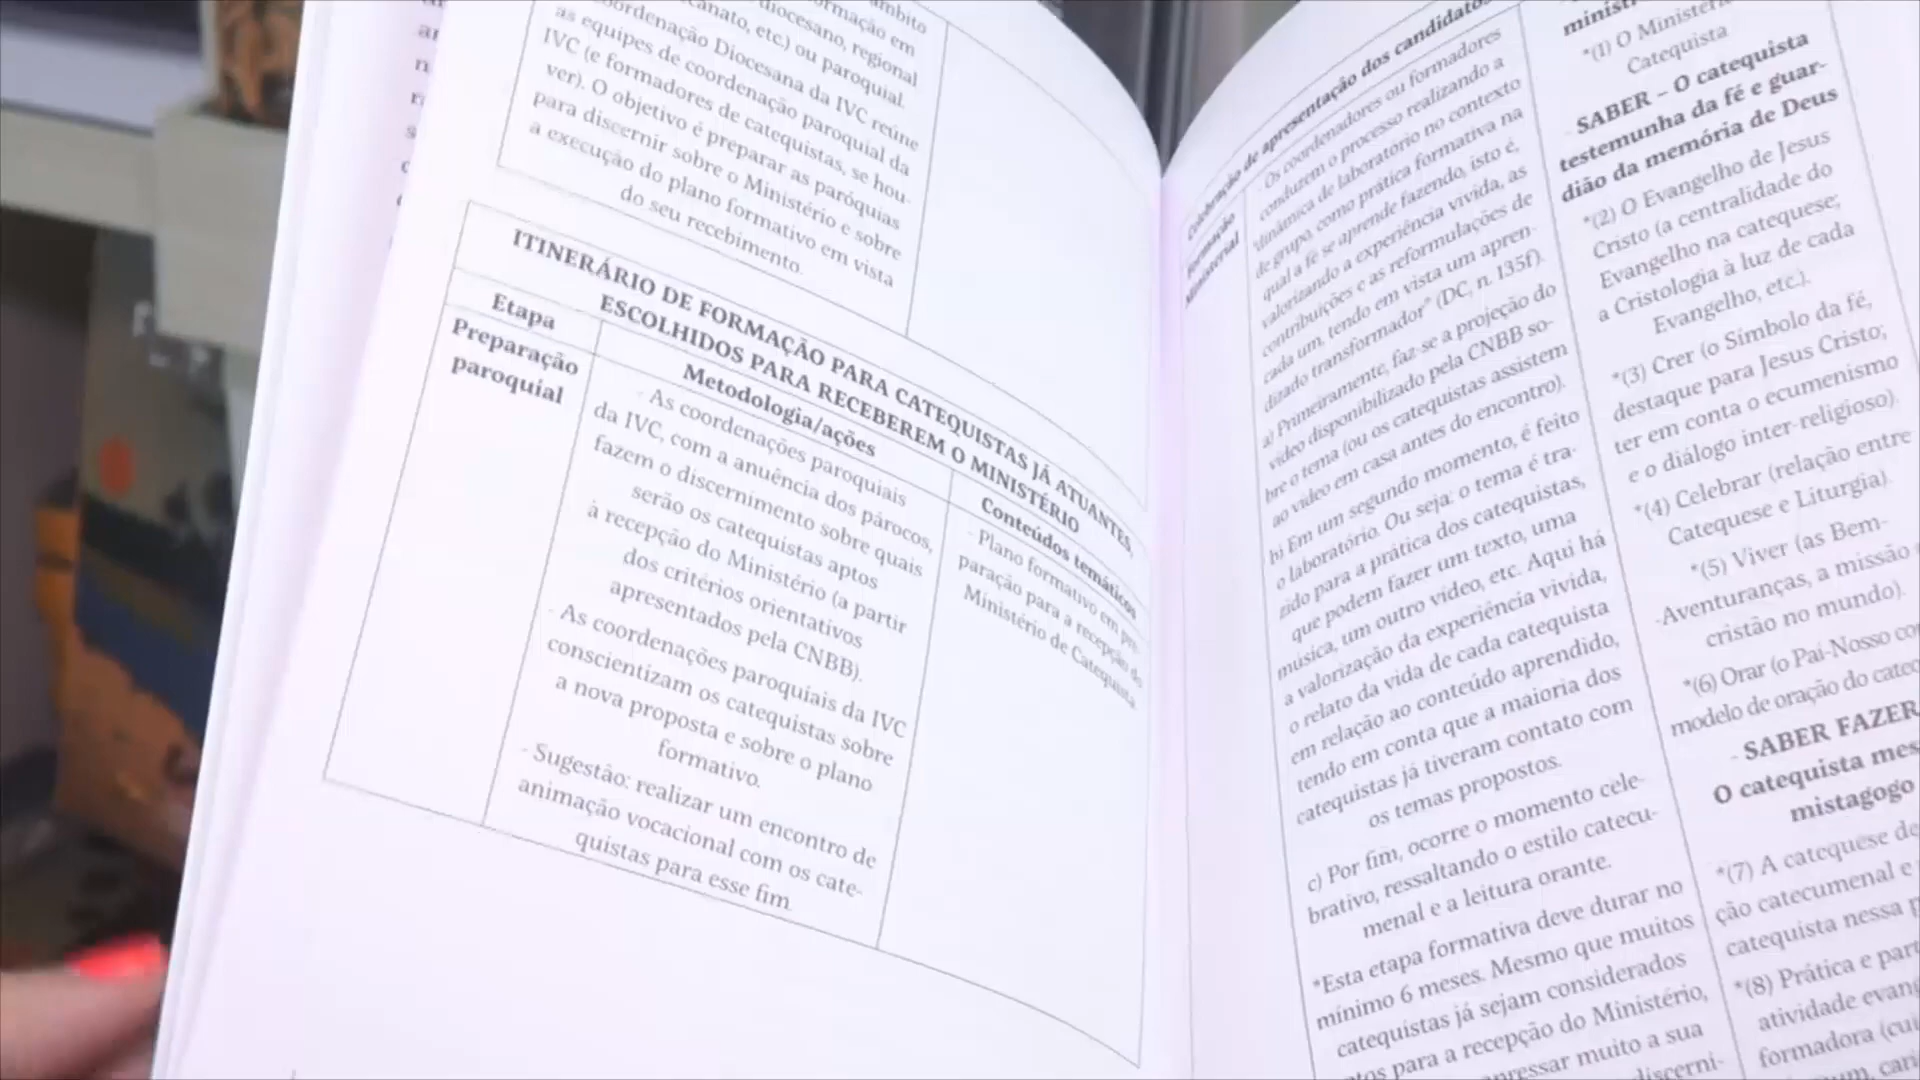 âmbito
ormação em
diocesano, regional
canato, etc.) ou paroquial.
oordenação Diocesana da IVC reúne
as equipes de coordenação paroquial da
IVC (e formadores de catequistas, se hou-
ver). O objetivo é preparar as paróquias
para discernir sobre o Ministério e sobre
a execução do plano formativo em vista
do seu recebimento.
ITINERÁRIO DE FORMAÇÃO PARA CATEQUISTAS JÁ ATUANTES,
ESCOLHIDOS PARA RECEBEREM O MINISTÉRIO
Etapa
Metodologia/ações
Conteúdos temáticos
Preparação
paroquial
- As coordenações paroquiais
da IVC, com a anuência dos párocos,
fazem o discernimento sobre quais
serão os catequistas aptos
à recepção do Ministério (a partir
dos critérios orientativos
apresentados pela CNBB).
- As coordenações paroquiais da IVC
conscientizam os catequistas sobre
a nova proposta e sobre o plano
formativo.
- Sugestão: realizar um encontro de
animação vocacional com os cate-
quistas para esse fim.
- Plano formativo em pre-
paração para a recepção do
Ministério de Catequista.
Celebração de apresentação dos candidatos
Formação
Ministerial
- Os coordenadores ou formadores
conduzem o processo realizando a
"dinâmica de laboratório no contexto
de grupo, como prática formativa na
qual a fé se aprende fazendo, isto é,
valorizando a experiência vivida, as
contribuições e as reformulações de
cada um, tendo em vista um apren-
dizado transformador" (DC, n. 135f).
a) Primeiramente, faz-se a projeção do
vídeo disponibilizado pela CNBB so-
bre o tema (ou os catequistas assistem
ao vídeo em casa antes do encontro).
b) Em um segundo momento, é feito
o laboratório. Ou seja: o tema é tra-
zido para a prática dos catequistas,
que podem fazer um texto, uma
música, um outro vídeo, etc. Aqui há
a valorização da experiência vivida,
o relato da vida de cada catequista
em relação ao conteúdo aprendido,
tendo em conta que a maioria dos
catequistas já tiveram contato com
os temas propostos.
c) Por fim, ocorre o momento cele-
brativo, ressaltando o estilo catecu-
menal e a leitura orante.
*Esta etapa formativa deve durar no
mínimo 6 meses. Mesmo que muitos
catequistas já sejam considerados
tos para a recepção do Ministério,
pressar muito a sua
discerni-
minist
*(1) O Ministério
Catequista
- SABER – O catequista
testemunha da fé e guar-
dião da memória de Deus
*(2) O Evangelho de Jesus
Cristo (a centralidade do
Evangelho na catequese;
a Cristologia à luz de cada
Evangelho, etc.).
*(3) Crer (o Símbolo da fé,
destaque para Jesus Cristo;
ter em conta o ecumenismo
e o diálogo inter-religioso).
*(4) Celebrar (relação entre
Catequese e Liturgia).
*(5) Viver (as Bem-
-Aventuranças, a missão
cristão no mundo).
*(6) Orar (o Pai-Nosso co
modelo de oração do catec
- SABER FAZER
O catequista mes
mistagogo
*(7) A catequese de
ção catecumenal e
catequista nessa p
*(8) Prática e part
atividade evang
formadora (cui